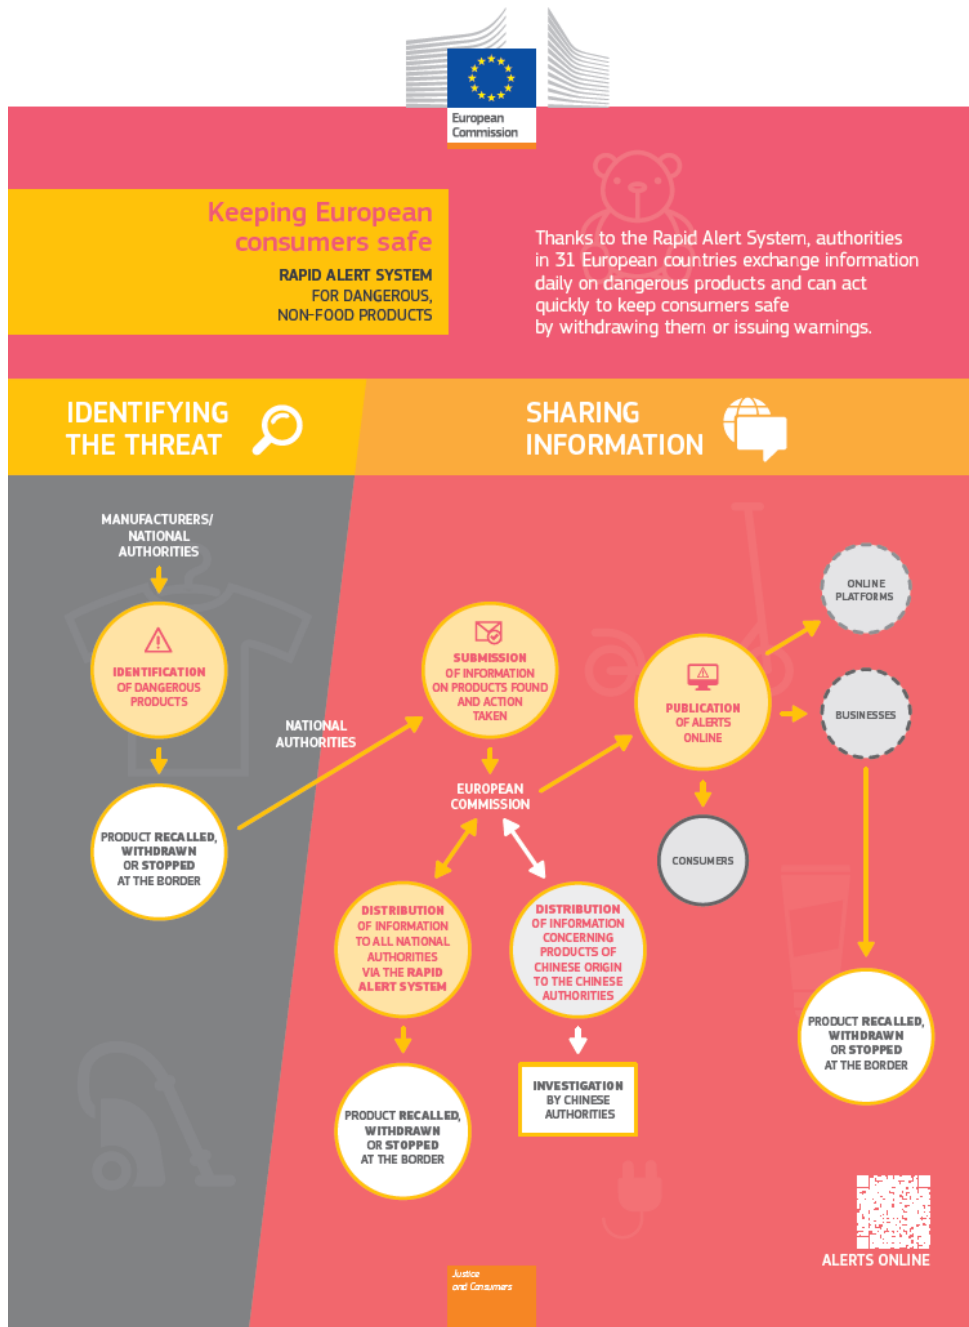 European
Commission
Keeping European
consumers safe
RAPID ALERT SYSTEM
FOR DANGEROUS,
NON-FOOD PRODUCTS
Thanks to the Rapid Alert System, authorities
in 31 European countries exchange information
daily on dangerous products and can act
quickly to keep consumers safe
by withdrawing them or issuing warnings.
IDENTIFYING
THE THREAT
SHARING
INFORMATION
MANUFACTURERS/
NATIONAL
AUTHORITIES
IDENTIFICATION
OF DANGEROUS
PRODUCTS
PRODUCT RECALLED,
WITHDRAWN
OR STOPPED
AT THE BORDER
NATIONAL
AUTHORITIES
SUBMISSION
OF INFORMATION
ON PRODUCTS FOUND
AND ACTION
TAKEN
EUROPEAN
COMMISSION
DISTRIBUTION
OF INFORMATION
TO ALL NATIONAL
AUTHORITIES
VIA THE RAPID
ALERT SYSTEM
PRODUCT RECALLED,
WITHDRAWN
OR STOPPED
AT THE BORDER
DISTRIBUTION
OF INFORMATION
CONCERNING
PRODUCTS OF
CHINESE ORIGIN
TO THE CHINESE
AUTHORITIES
INVESTIGATION
BY CHINESE
AUTHORITIES
PUBLICATION
OF ALERTS
ONLINE
ONLINE
PLATFORMS
BUSINESSES
CONSUMERS
PRODUCT RECALLED,
WITHDRAWN
OR STOPPED
AT THE BORDER
ALERTS ONLINE
Justice
and Consumers